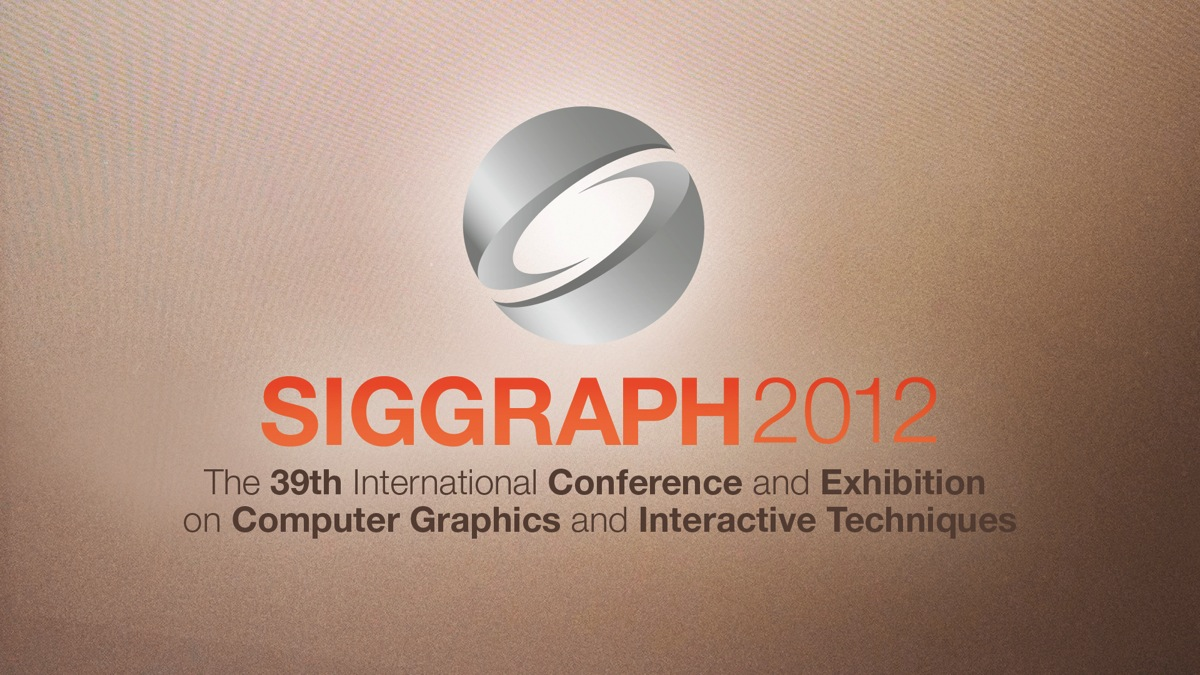 SIGGRAPH2012
The 39th International Conference and Exhibition
on Computer Graphics and Interactive Techniques